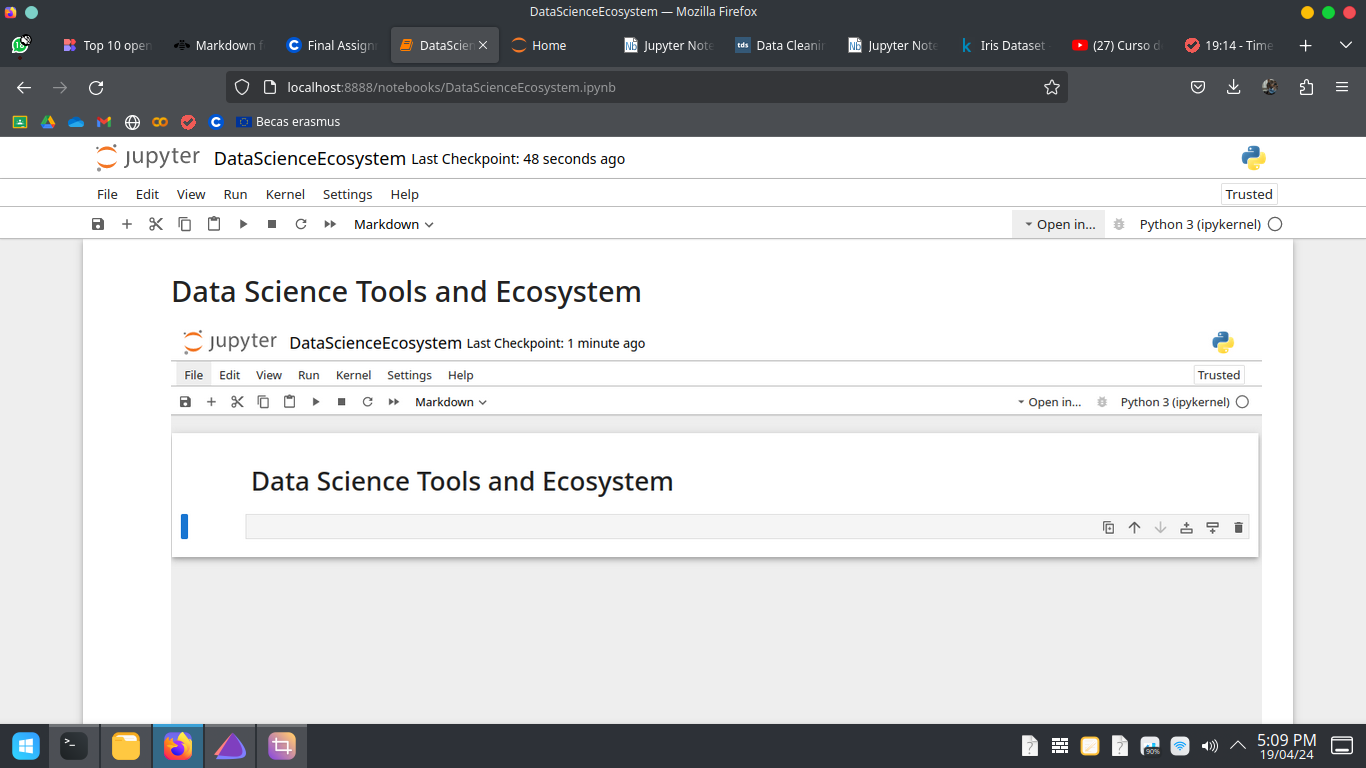 DataScienceEcosystem — Mozilla Firefox
Top 10 open
Markdown f
Final Assign
DataScien
Home
Jupyter Note
Data Cleani
Jupyter Note
Iris Dataset
(27) Curso d
19:14 - Time
localhost:8888/notebooks/DataScienceEcosystem.ipynb
Becas erasmus
jupyter DataScienceEcosystem Last Checkpoint: 48 seconds ago
File Edit View Run Kernel Settings Help Trusted
Markdown Open in... Python 3 (ipykernel)
Data Science Tools and Ecosystem
jupyter DataScienceEcosystem Last Checkpoint: 1 minute ago
File Edit View Run Kernel Settings Help Trusted
Markdown Open in... Python 3 (ipykernel)
Data Science Tools and Ecosystem
90%
5:09 PM
19/04/24